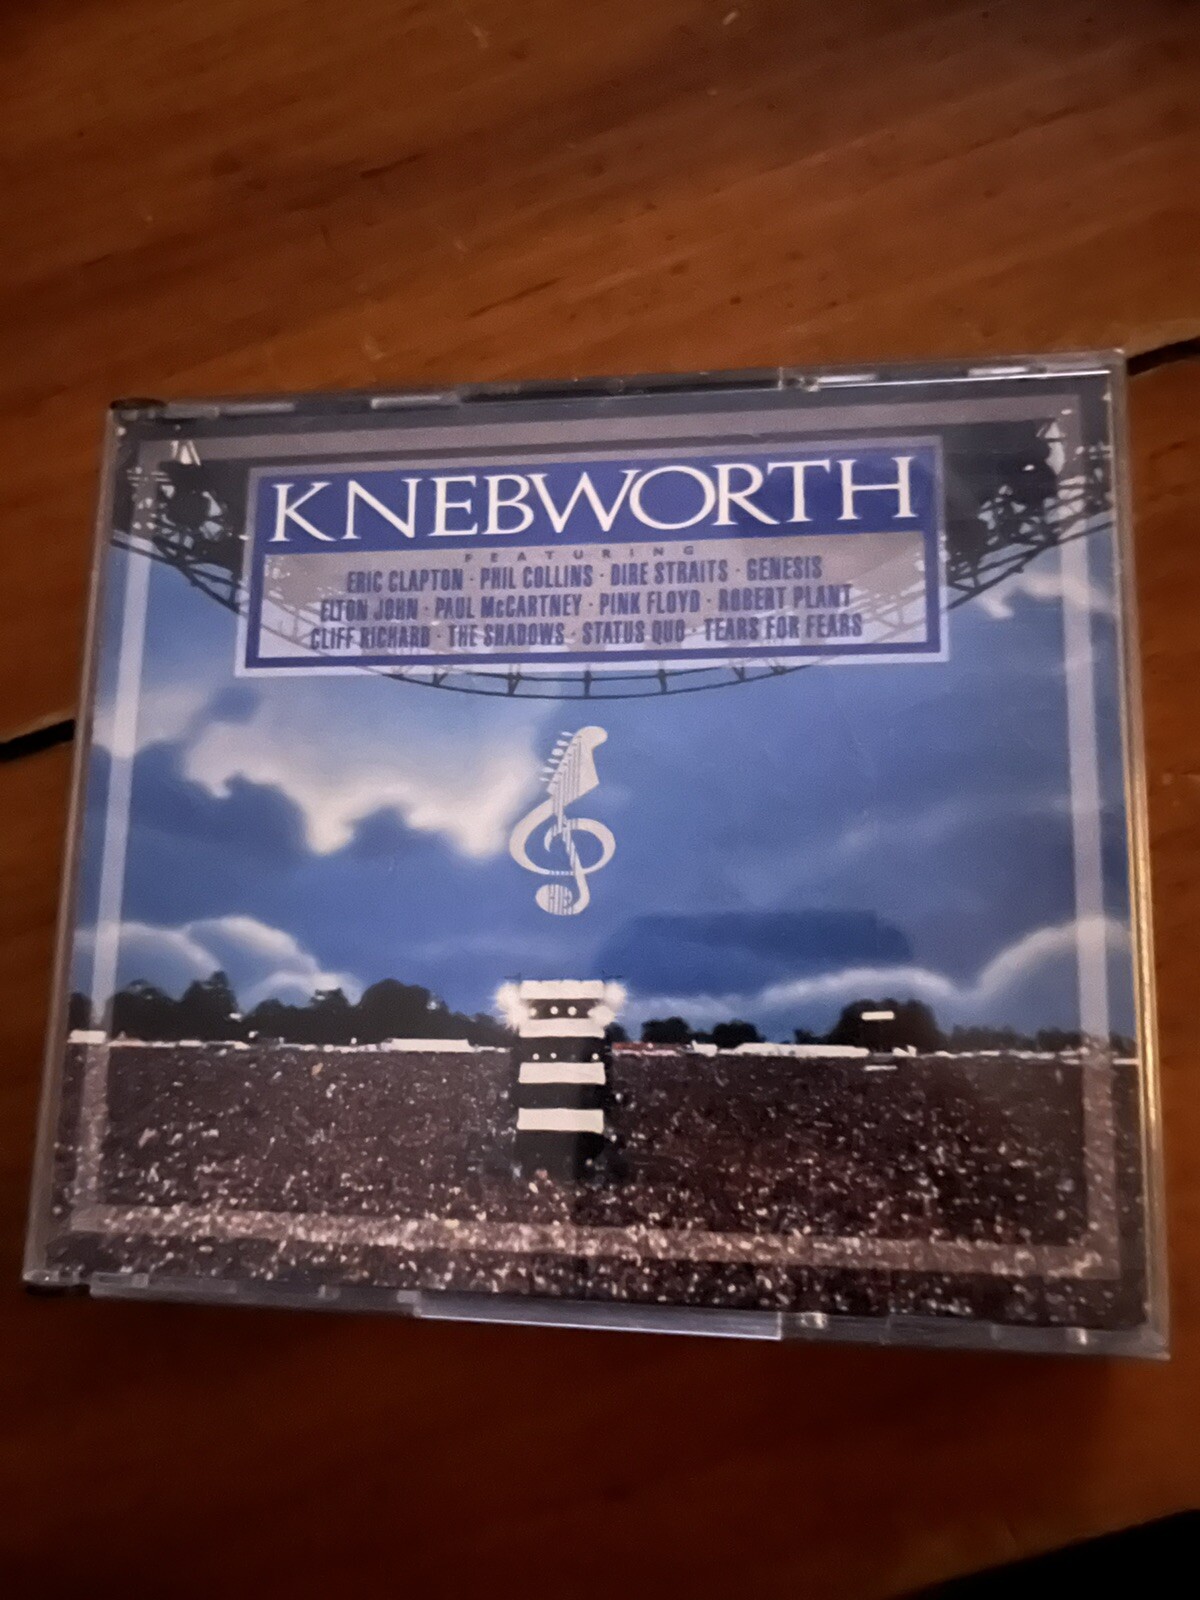 KNEBWORTH
FEATURING
ERIC CLAPTON · PHIL COLLINS · DIRE STRAITS · GENESIS
ELTON JOHN · PAUL McCARTNEY · PINK FLOYD · ROBERT PLANT
CLIFF RICHARD · THE SHADOWS · STATUS QUO · TEARS FOR FEARS